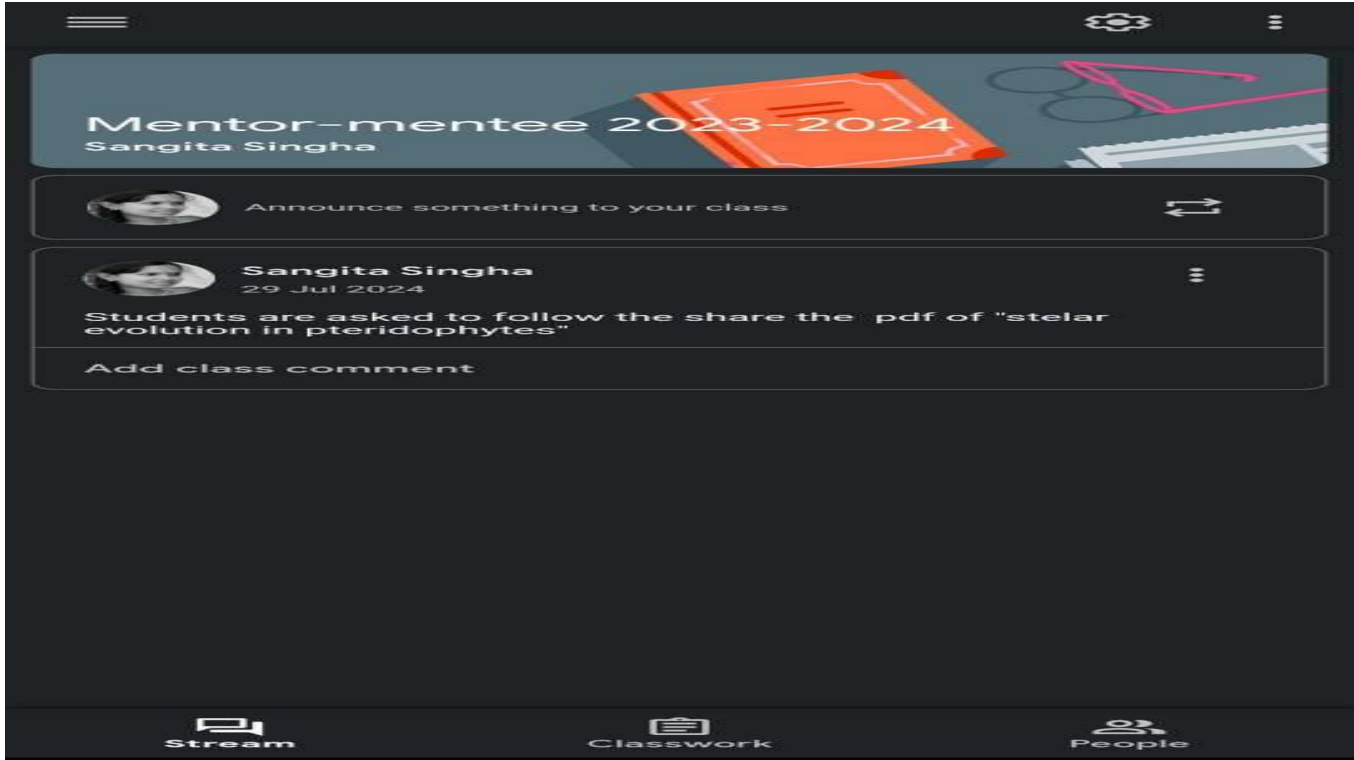 Mentor-mentee 2023-2024
Sangita Singha
Announce something to your class
Sangita Singha
29 Jul 2024
Students are asked to follow the share the  pdf of "stelar
evolution in pteridophytes"
Add class comment
Stream
Classwork
People